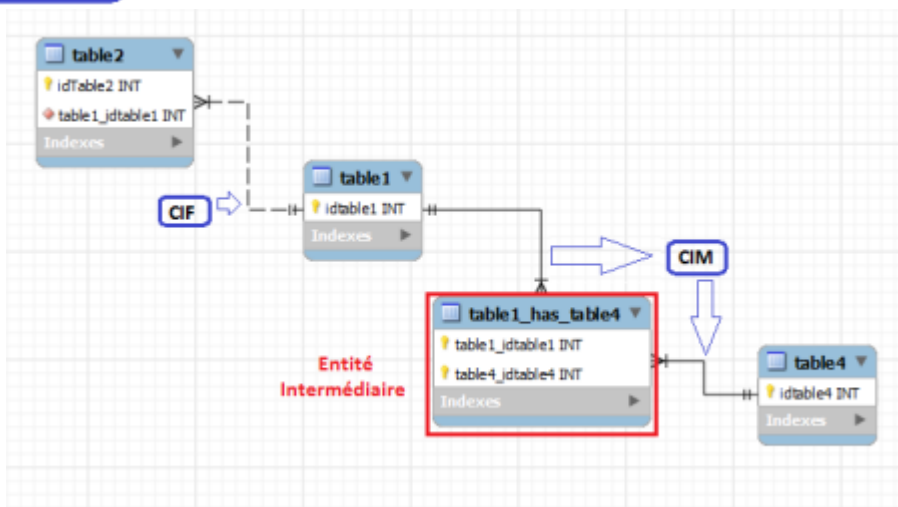 table2
idTable2 INT
table1_idtable1 INT
Indexes
CIF
table1
idtable1 INT
Indexes
CIM
table1_has_table4
table1_idtable1 INT
table4_idtable4 INT
Indexes
Entité
Intermédiaire
table4
idtable4 INT
Indexes